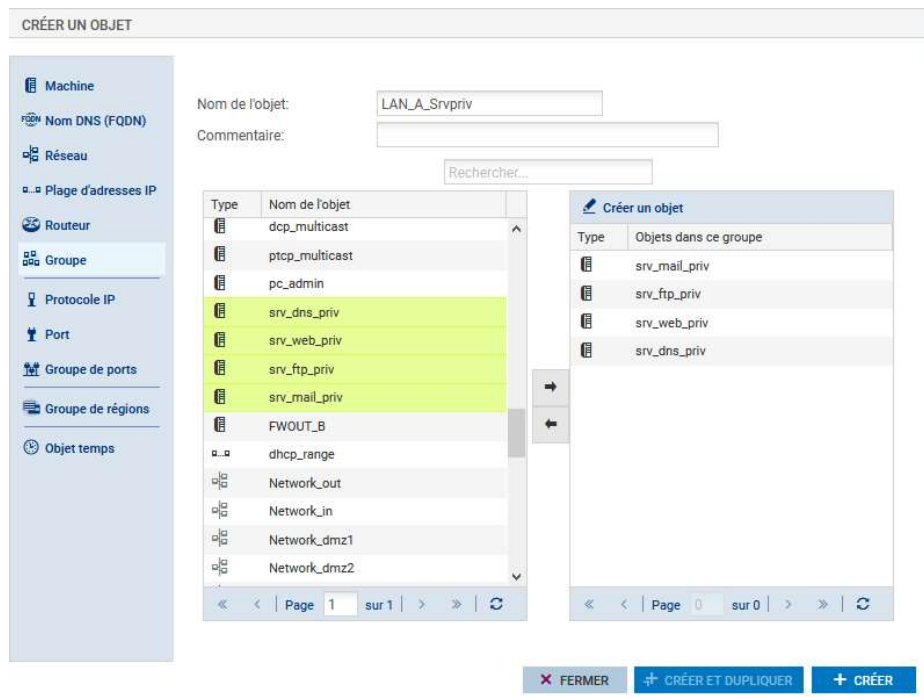 CRÉER UN OBJET
Machine
FQDN Nom DNS (FQDN)
Réseau
Plage d'adresses IP
Routeur
Groupe
Protocole IP
Port
Groupe de ports
Groupe de régions
Objet temps
Nom de l'objet: LAN_A_Srvpriv
Commentaire:
Rechercher...
Type Nom de l'objet
dcp_multicast
ptcp_multicast
pc_admin
srv_dns_priv
srv_web_priv
srv_ftp_priv
srv_mail_priv
FWOUT_B
dhcp_range
Network_out
Network_in
Network_dmz1
Network_dmz2
« < | Page 1 sur 1 | > » |
Créer un objet
Type Objets dans ce groupe
srv_mail_priv
srv_ftp_priv
srv_web_priv
srv_dns_priv
« < | Page 0 sur 0 | > » |
FERMER
CRÉER ET DUPLIQUER
CRÉER